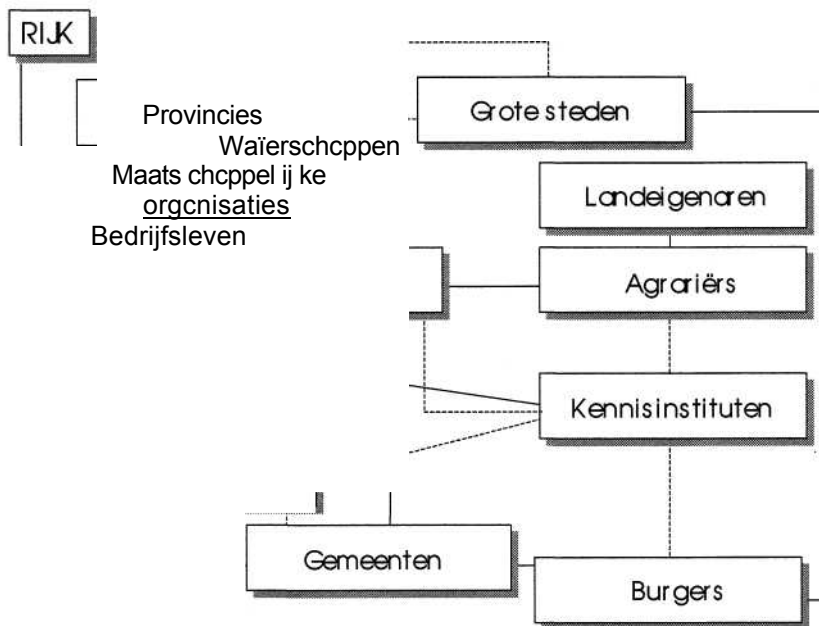 RIJK
Grote steden
Provincies
Waïerschcppen
Maats chcppel ij ke
orgcnisaties
Bedrijfsleven
Landeigenaren
Agrariërs
Kennisinstituten
Gemeenten
Burgers